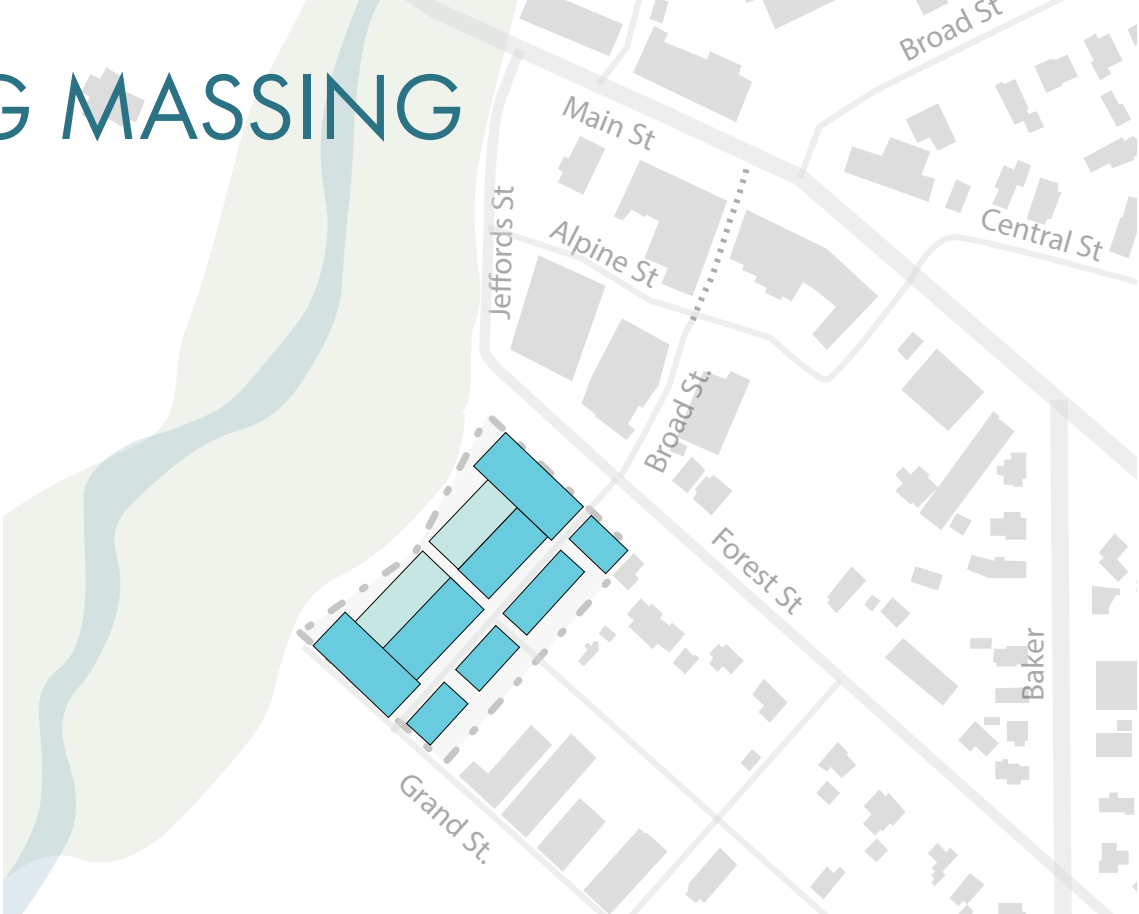 G MASSING
Broad St
Main St
Central St
Jeffords St
Alpine St
Broad St.
Forest St
Baker
Grand St.